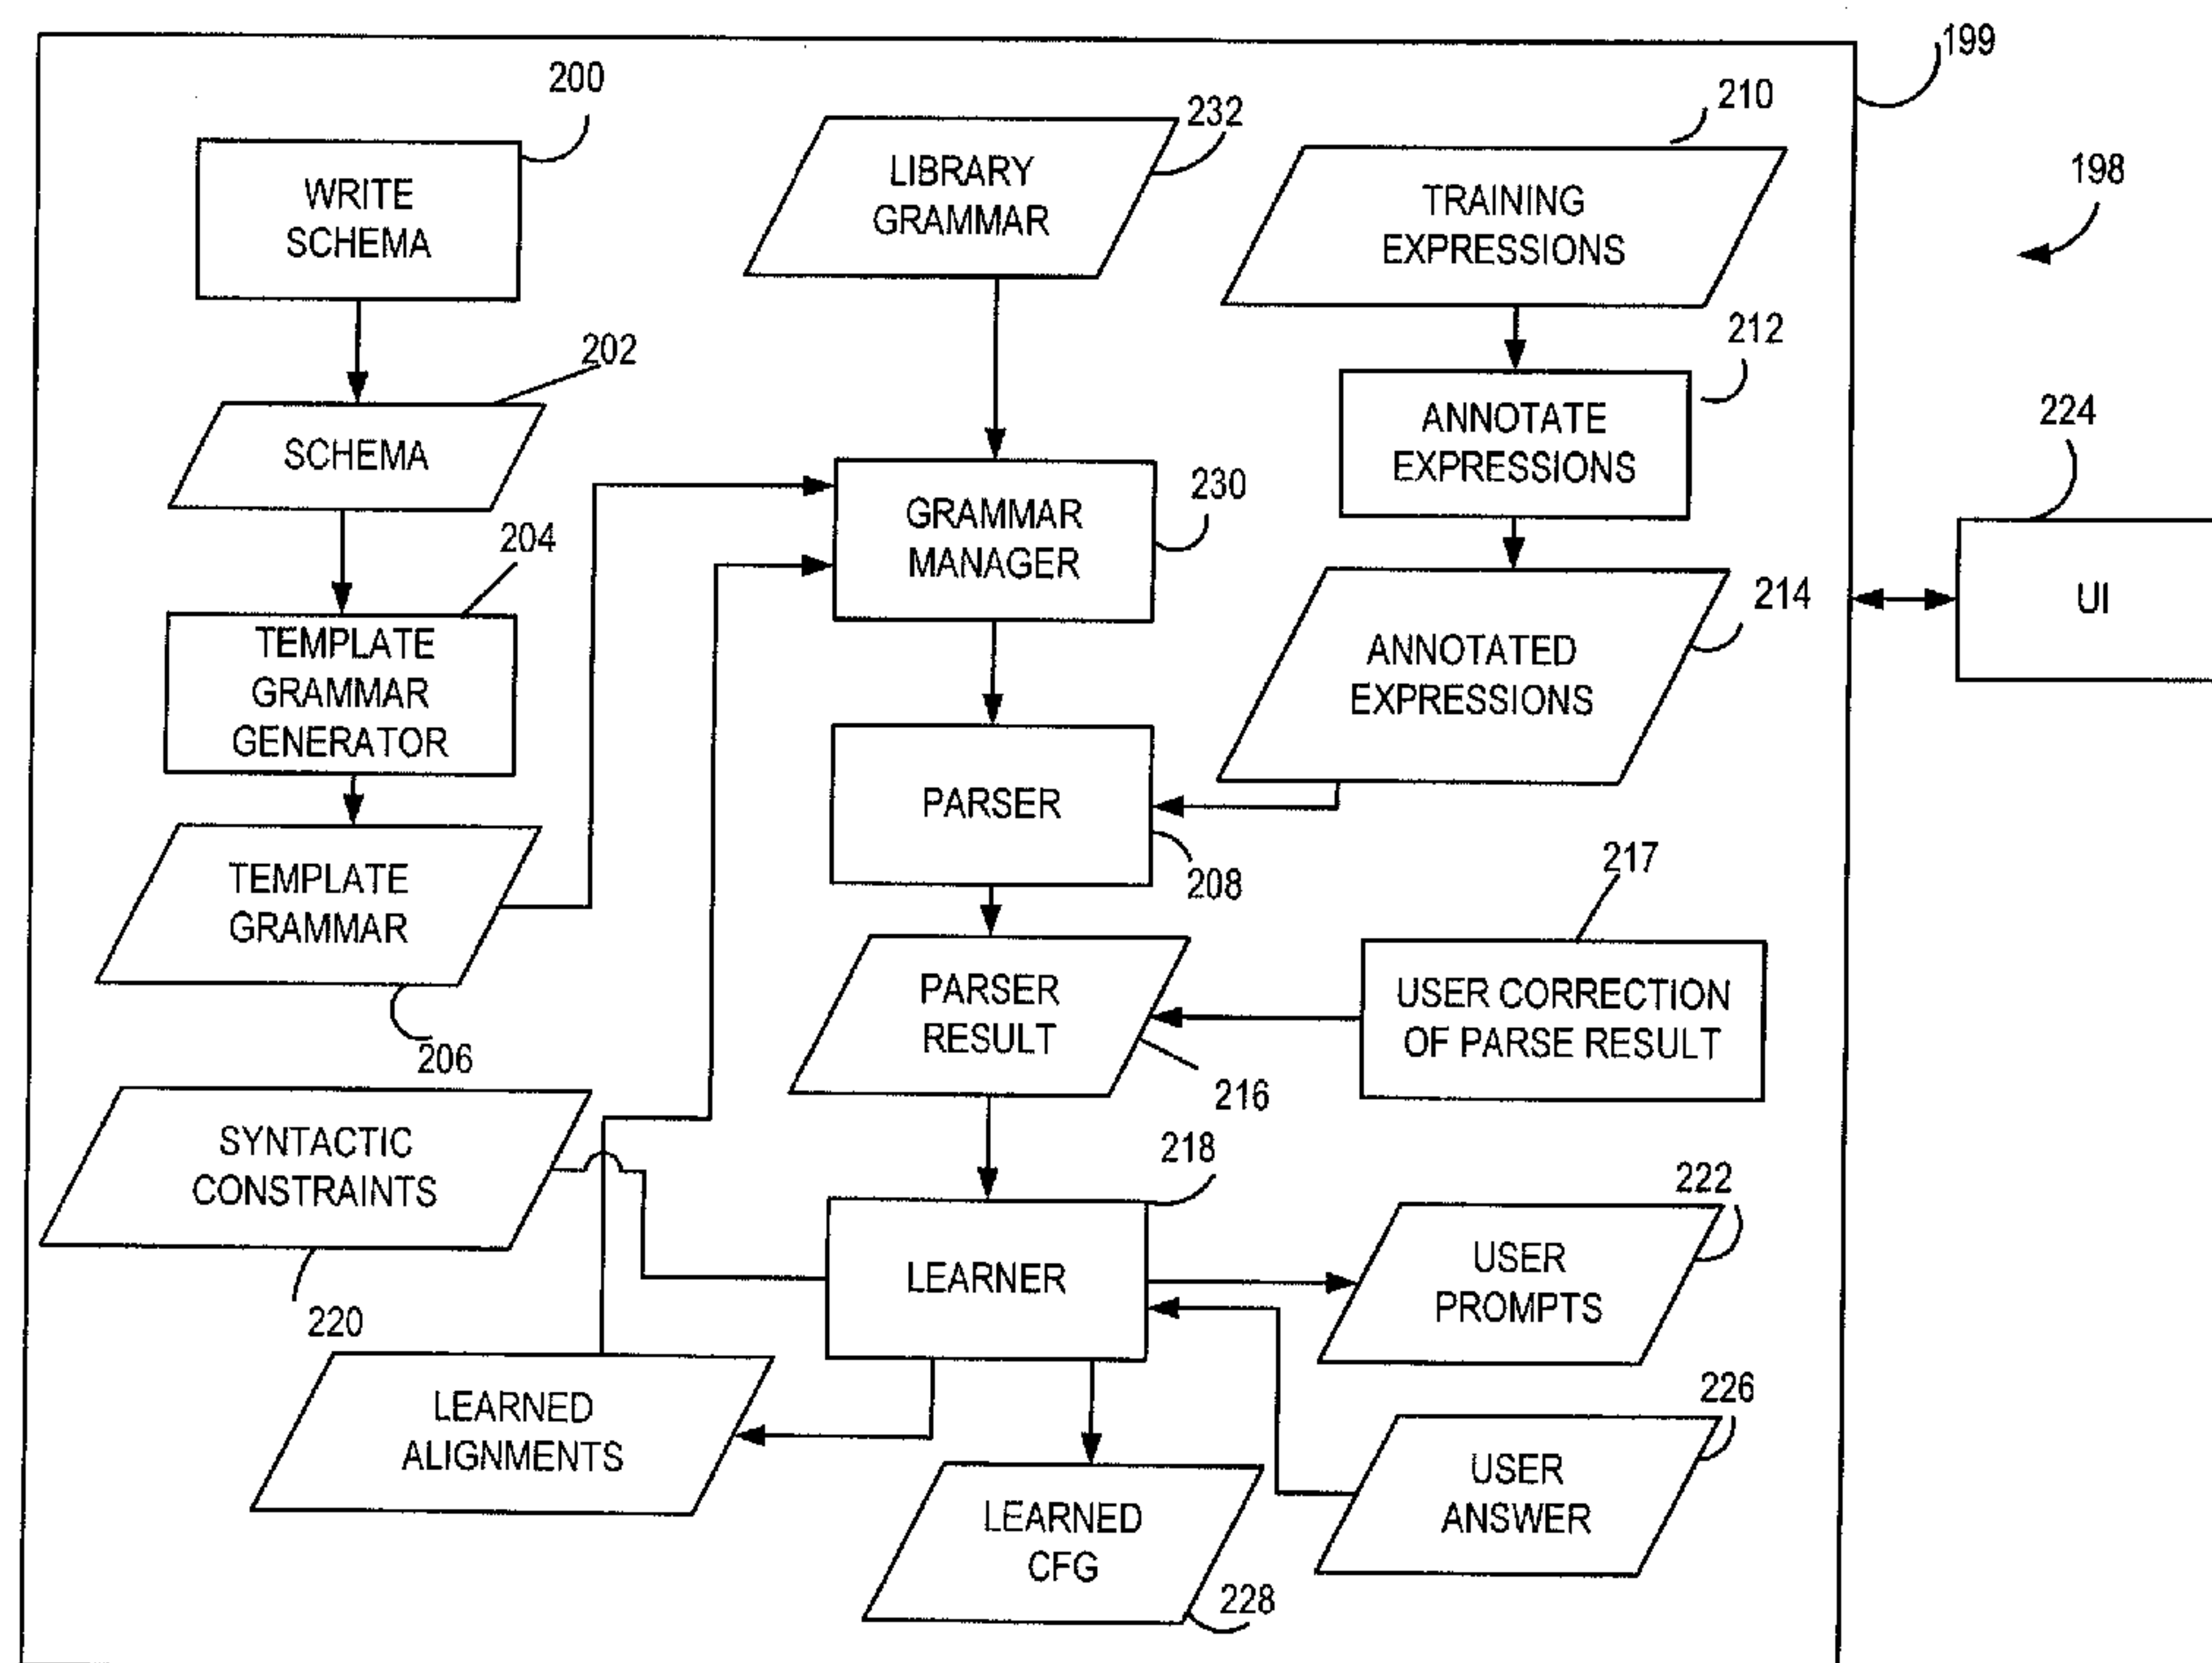 199
200
232
210
198
WRITE
SCHEMA
LIBRARY
GRAMMAR
TRAINING
EXPRESSIONS
202
212
SCHEMA
ANNOTATE
EXPRESSIONS
224
204
GRAMMAR
MANAGER
230
UI
TEMPLATE
GRAMMAR
GENERATOR
ANNOTATED
EXPRESSIONS
214
PARSER
208
217
TEMPLATE
GRAMMAR
206
PARSER
RESULT
216
USER CORRECTION
OF PARSE RESULT
SYNTACTIC
CONSTRAINTS
220
218
222
LEARNER
USER
PROMPTS
226
LEARNED
ALIGNMENTS
USER
ANSWER
LEARNED
CFG
228